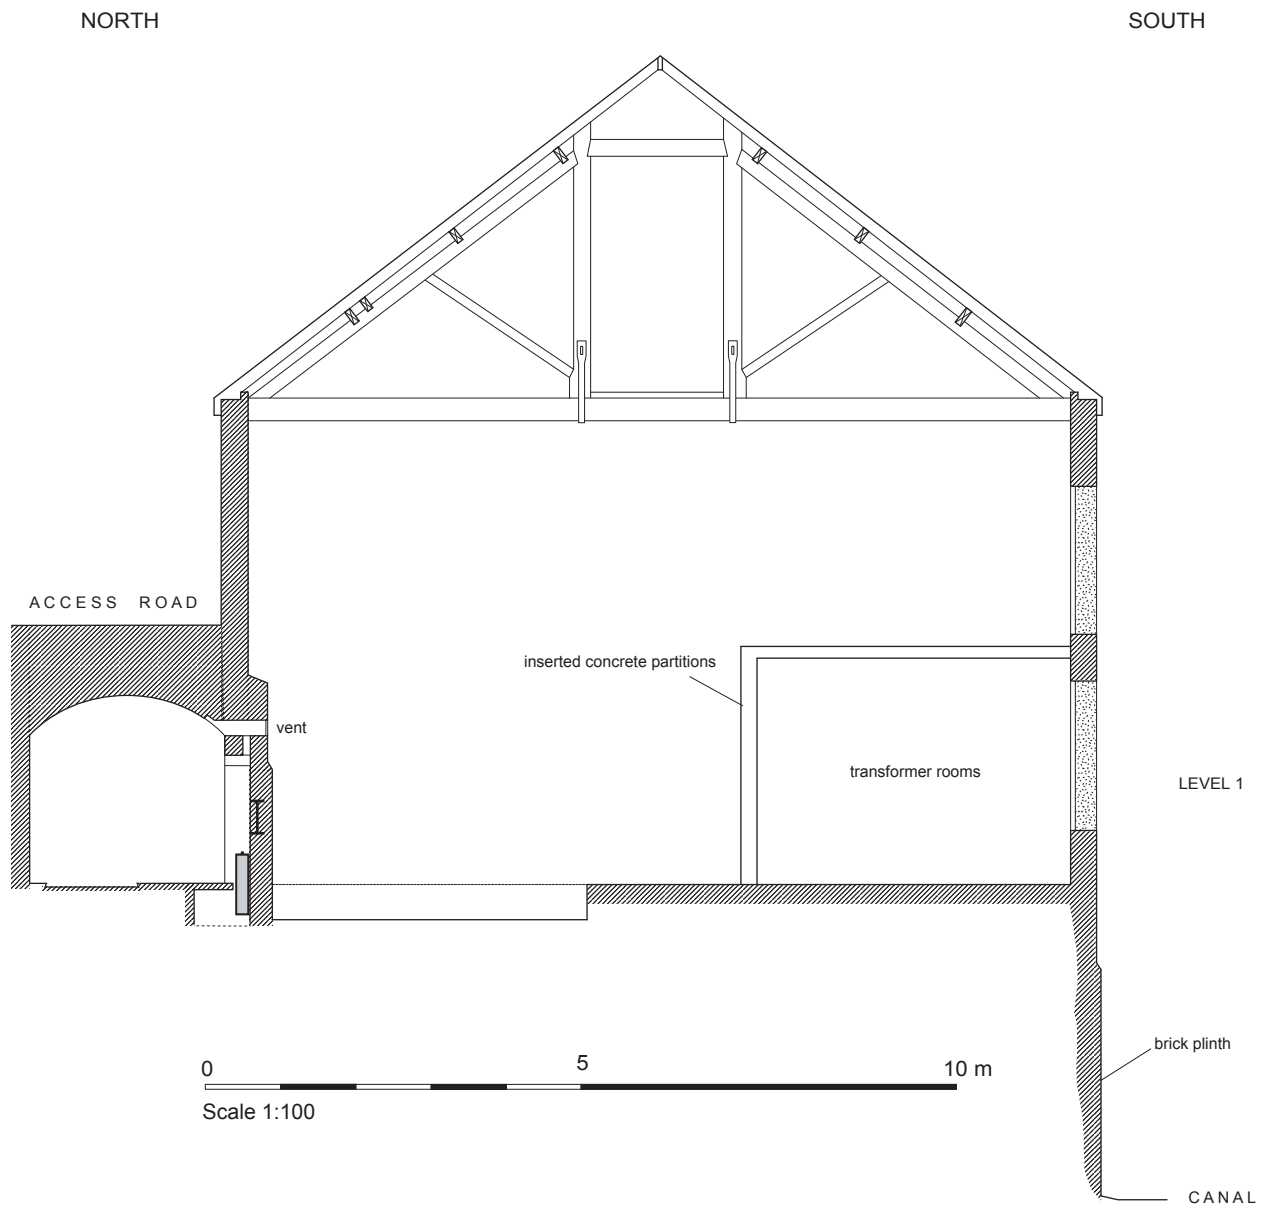 NORTH
SOUTH
ACCESS ROAD
inserted concrete partitions
vent
transformer rooms
LEVEL 1
brick plinth
0
5
10 m
Scale 1:100
CANAL